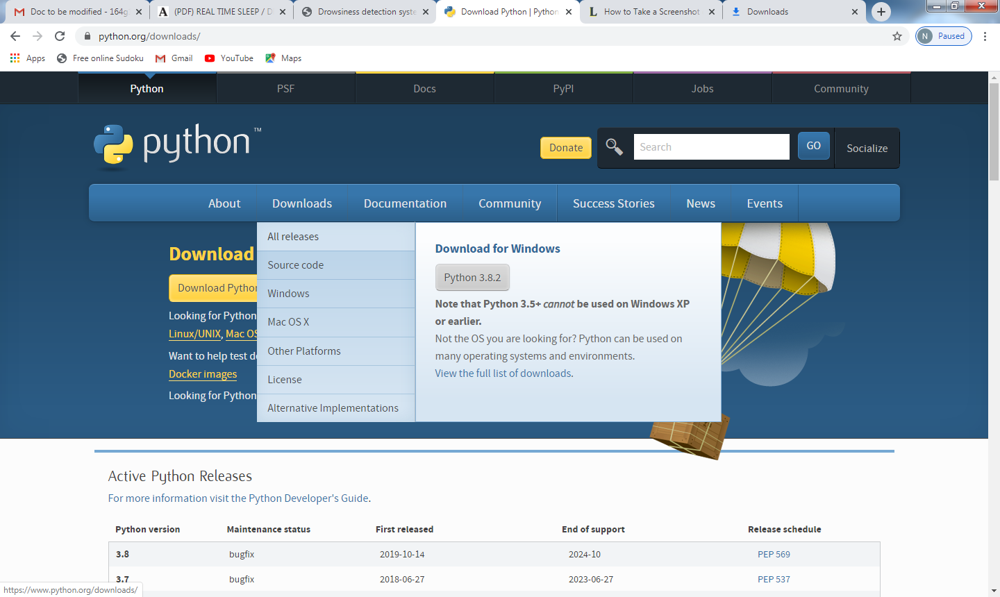 Doc to be modified - 164g
(PDF) REAL TIME SLEEP / D
Drowsiness detection syste
Download Python | Python
How to Take a Screenshot
Downloads
python.org/downloads/
N Paused
Apps Free online Sudoku Gmail YouTube Maps
Python PSF Docs PyPI Jobs Community
python™
Donate Search GO Socialize
About Downloads Documentation Community Success Stories News Events
All releases
Source code
Windows
Mac OS X
Other Platforms
License
Alternative Implementations
Download for Windows
Python 3.8.2
Note that Python 3.5+ cannot be used on Windows XP
or earlier.
Not the OS you are looking for? Python can be used on
many operating systems and environments.
View the full list of downloads.
Download
Download Python
Looking for Python
Linux/UNIX, Mac OS
Want to help test de
Docker images
Looking for Python
Active Python Releases
For more information visit the Python Developer's Guide.
Python version Maintenance status First released End of support Release schedule
3.8 bugfix 2019-10-14 2024-10 PEP 569
3.7 bugfix 2018-06-27 2023-06-27 PEP 537
https://www.python.org/downloads/